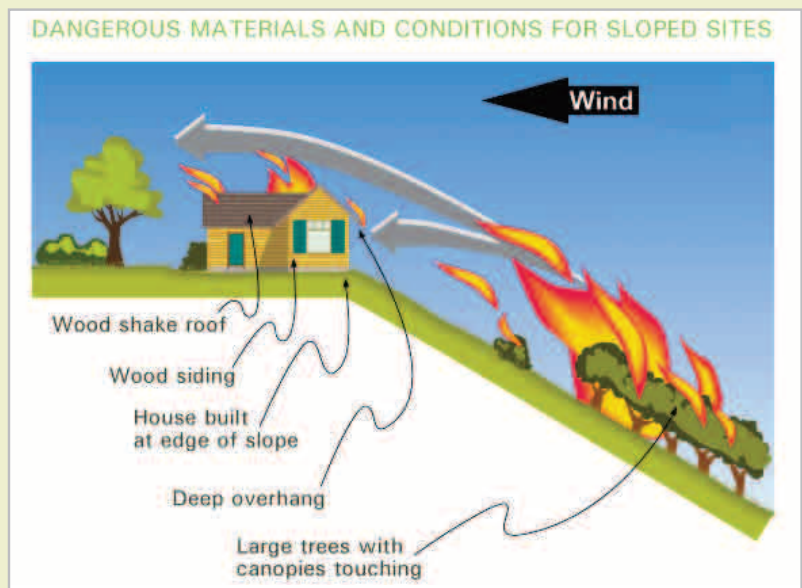 DANGEROUS MATERIALS AND CONDITIONS FOR SLOPED SITES
Wind
Wood shake roof
Wood siding
House built
at edge of slope
Deep overhang
Large trees with
canopies touching